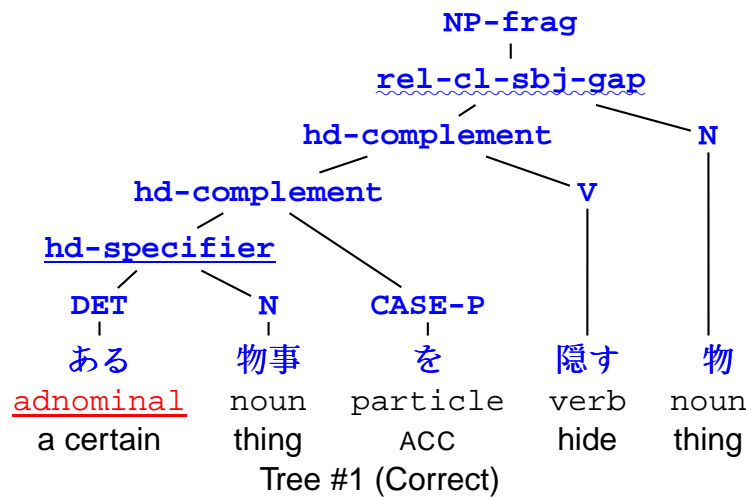 NP-frag
rel-cl-sbj-gap
hd-complement N
hd-complement V
hd-specifier
DET N CASE-P
ある 物事 を 隠す 物
adnominal noun particle verb noun
a certain thing ACC hide thing
Tree #1 (Correct)